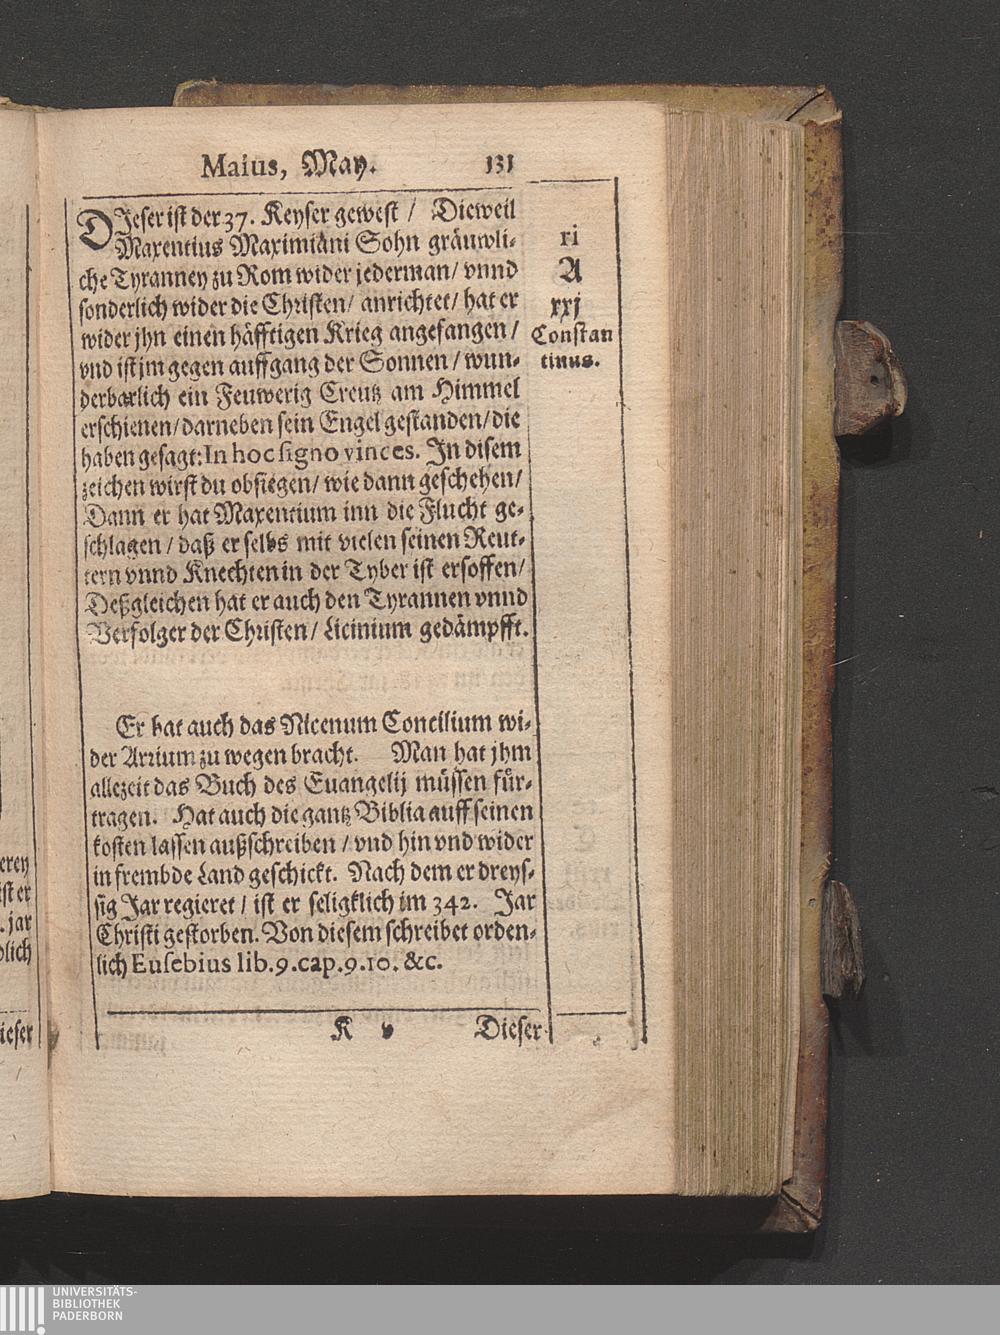 Maius, May. 131
DIeser ist der 37. Keyser gewest / Dieweil
Maxentius Maximiani Sohn gräuwli-
che Tyranney zu Rom wider jederman / vnnd
sonderlich wider die Christen / anrichtet / hat er
wider jhn einen häfftigen Krieg angefangen /
vnd ist jm gegen auffgang der Sonnen / wun-
derbarlich ein Feuwerig Creutz am Himmel
erschienen / darneben sein Engel gestanden / die
haben gesagt: In hoc signo vinces. In disem
zeichen wirst du obsiegen / wie dann geschehen /
Dann er hat Maxentium inn die Flucht ge-
schlagen / daß er selbs mit vielen seinen Reut-
tern vnnd Knechten in der Tyber ist ersoffen /
Deßgleichen hat er auch den Tyrannen vnnd
Verfolger der Christen / Licinium gedämpfft.
Er hat auch das Nicenum Concilium wi-
der Arrium zu wegen bracht. Man hat jhm
allezeit das Buch des Euangelij müssen für-
tragen. Hat auch die gantz Biblia auff seinen
kosten lassen außschreiben / vnd hin vnd wider
in frembde Land geschickt. Nach dem er dreys-
sig Jar regieret / ist er seligklich im 342. Jar
Christi gestorben. Von diesem schreibet orden-
lich Eusebius lib. 9. cap. 9. 10. &c.
K v Dieser
xi
A
xxj
Constan
tinus.
erey
ist er
. jar
dlich
ieser
UNIVERSITÄTS-
BIBLIOTHEK
PADERBORN